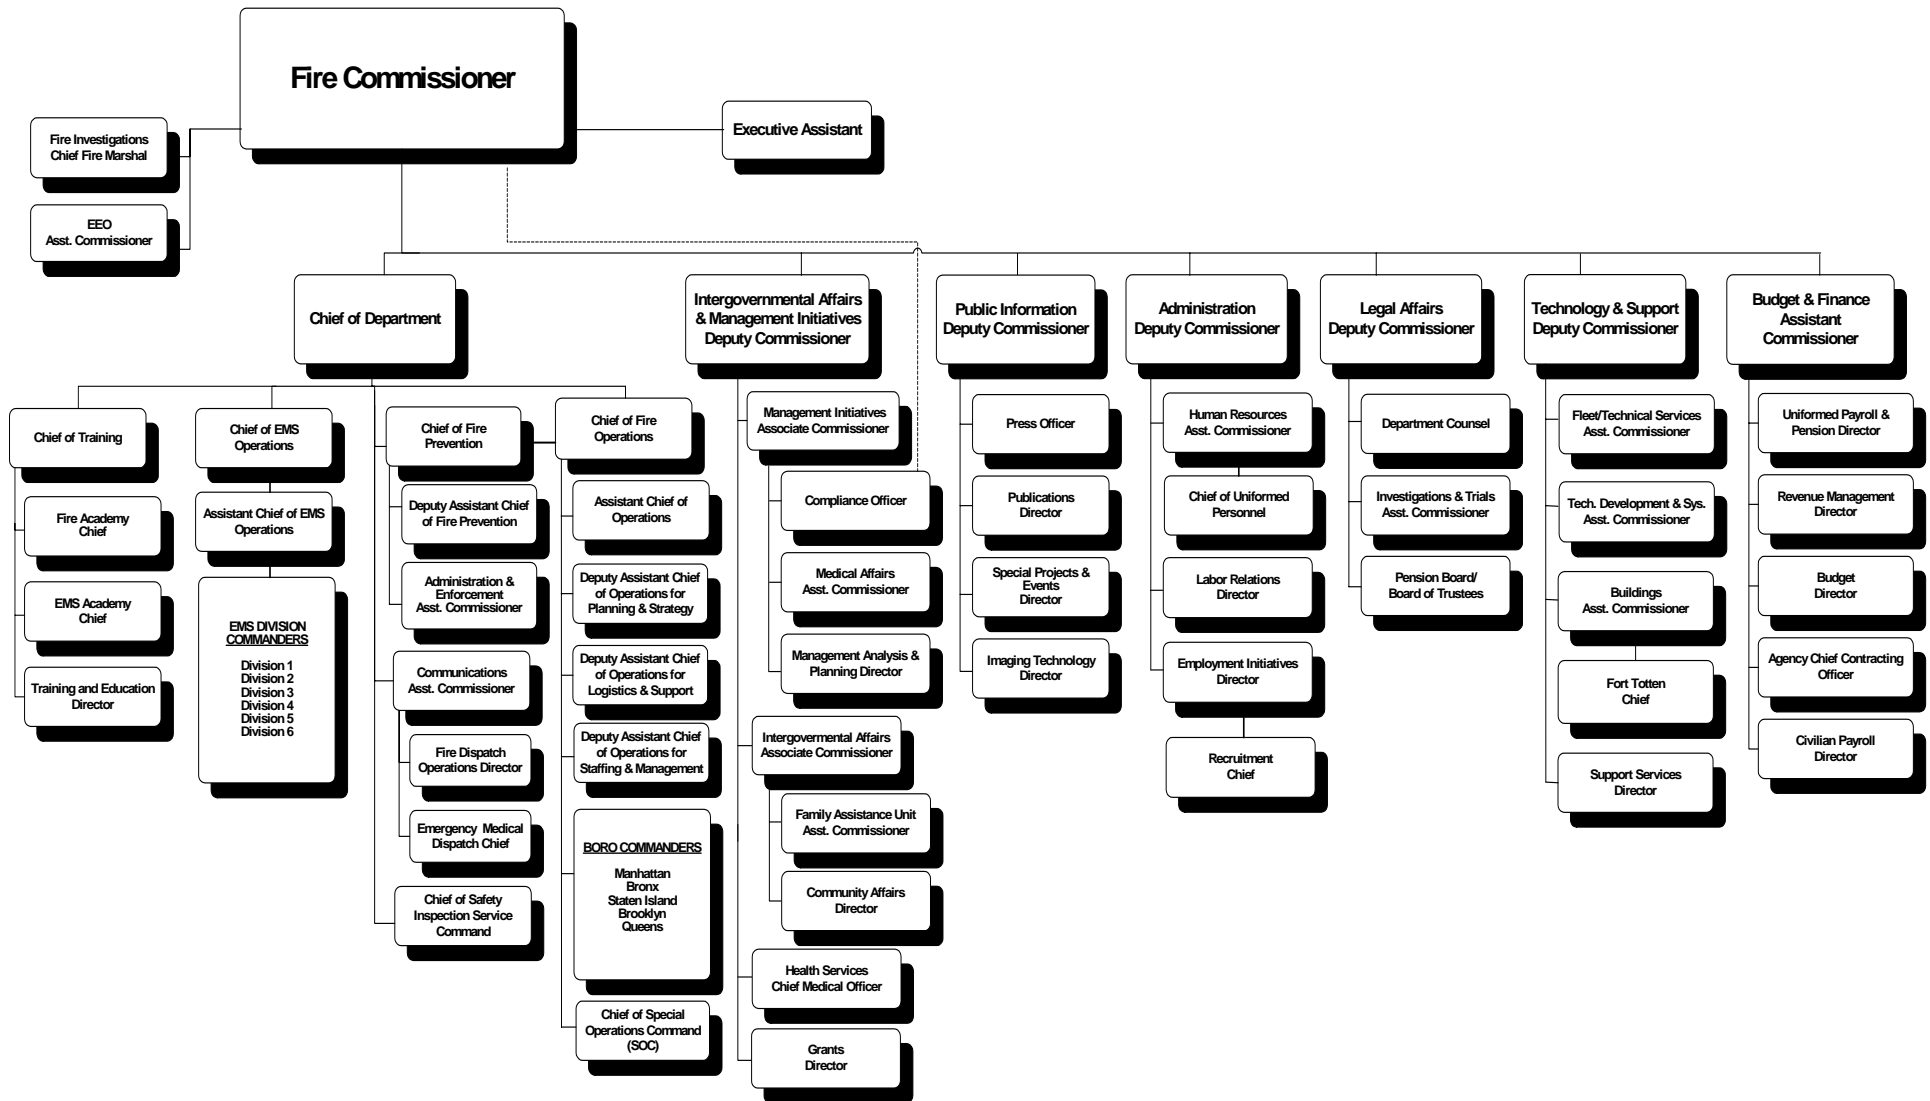 Fire Commissioner
Executive Assistant
Fire Investigations
Chief Fire Marshal
EEO
Asst. Commissioner
Chief of Department
Intergovernmental Affairs
& Management Initiatives
Deputy Commissioner
Public Information
Deputy Commissioner
Administration
Deputy Commissioner
Legal Affairs
Deputy Commissioner
Technology & Support
Deputy Commissioner
Budget & Finance
Assistant
Commissioner
Chief of Training
Fire Academy
Chief
EMS Academy
Chief
Training and Education
Director
Chief of EMS
Operations
Assistant Chief of EMS
Operations
EMS DIVISION
COMMANDERS
Division 1
Division 2
Division 3
Division 4
Division 5
Division 6
Chief of Fire
Prevention
Deputy Assistant Chief
of Fire Prevention
Administration &
Enforcement
Asst. Commissioner
Communications
Asst. Commissioner
Fire Dispatch
Operations Director
Emergency Medical
Dispatch Chief
Chief of Safety
Inspection Service
Command
Chief of Fire
Operations
Assistant Chief of
Operations
Deputy Assistant Chief
of Operations for
Planning & Strategy
Deputy Assistant Chief
of Operations for
Logistics & Support
Deputy Assistant Chief
of Operations for
Staffing & Management
BORO COMMANDERS
Manhattan
Bronx
Staten Island
Brooklyn
Queens
Chief of Special
Operations Command
(SOC)
Management Initiatives
Associate Commissioner
Compliance Officer
Medical Affairs
Asst. Commissioner
Management Analysis &
Planning Director
Intergovermental Affairs
Associate Commissioner
Family Assistance Unit
Asst. Commissioner
Community Affairs
Director
Health Services
Chief Medical Officer
Grants
Director
Press Officer
Publications
Director
Special Projects &
Events
Director
Imaging Technology
Director
Human Resources
Asst. Commissioner
Chief of Uniformed
Personnel
Labor Relations
Director
Employment Initiatives
Director
Recruitment
Chief
Department Counsel
Investigations & Trials
Asst. Commissioner
Pension Board/
Board of Trustees
Fleet/Technical Services
Asst. Commissioner
Tech. Development & Sys.
Asst. Commissioner
Buildings
Asst. Commissioner
Fort Totten
Chief
Support Services
Director
Uniformed Payroll &
Pension Director
Revenue Management
Director
Budget
Director
Agency Chief Contracting
Officer
Civilian Payroll
Director